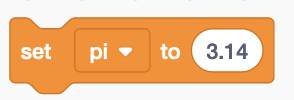 set pi to 3.14